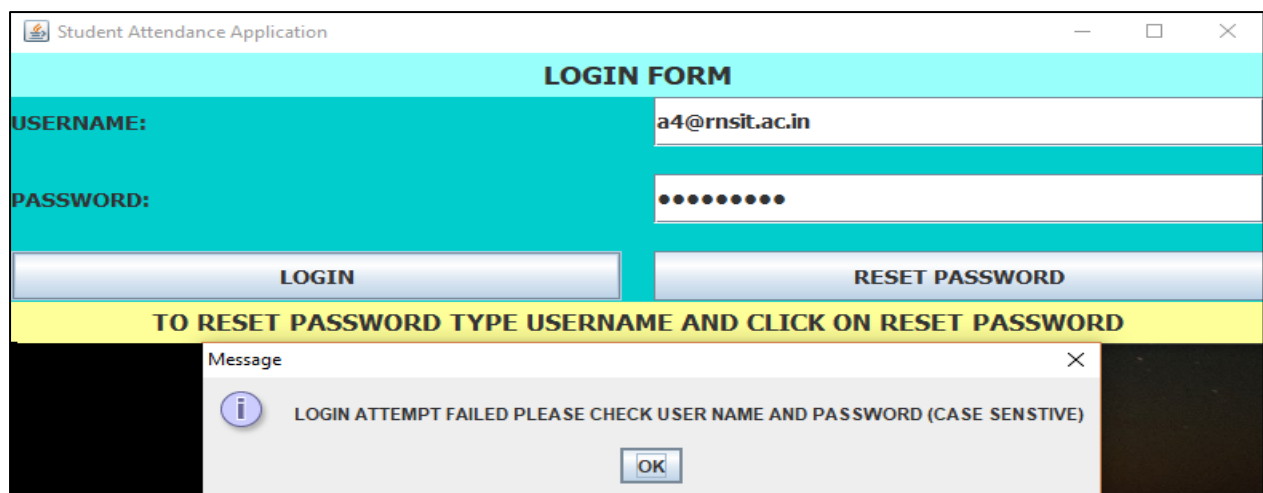 Student Attendance Application
LOGIN FORM
USERNAME:
a4@rnsit.ac.in
PASSWORD:
●●●●●●●●●
LOGIN
RESET PASSWORD
TO RESET PASSWORD TYPE USERNAME AND CLICK ON RESET PASSWORD
Message
LOGIN ATTEMPT FAILED PLEASE CHECK USER NAME AND PASSWORD (CASE SENSTIVE)
OK